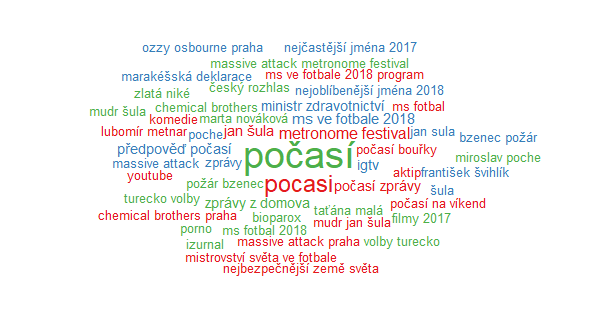 ozzy osbourne praha
nejčastější jména 2017
massive attack metronome festival
marakéšská deklarace
ms ve fotbale 2018 program
zlatá niké
český rozhlas
nejoblíbenější jména 2018
mudr šula
chemical brothers
ministr zdravotnictví
ms fotbal
komedie
marta nováková
ms ve fotbale 2018
lubomír metnar
poche
jan šula
metronome festival
jan sula
bzenec požár
předpověď počasí
počasí
počasí bouřky
massive attack
zprávy
igtv
miroslav poche
youtube
aktip
františek švihlík
požár bzenec
pocasi
počasí zprávy
šula
turecko volby
zprávy z domova
počasí na víkend
chemical brothers praha
bioparox
taťána malá
filmy 2017
porno
ms fotbal 2018
mudr jan šula
izurnal
massive attack praha
volby turecko
mistrovství světa ve fotbale
nejbezpečnější země světa